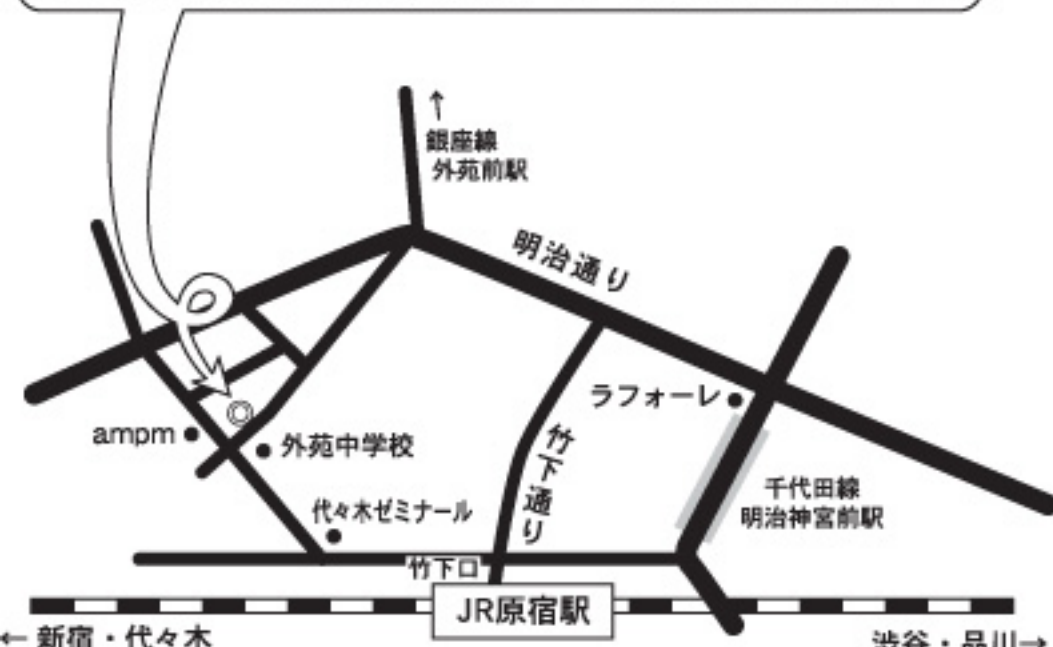 ↑
銀座線
外苑前駅
明治通り
ラフォーレ
竹下通り
ampm
外苑中学校
千代田線
明治神宮前駅
代々木ゼミナール
竹下口
JR原宿駅
← 新宿・代々木
渋谷・品川→